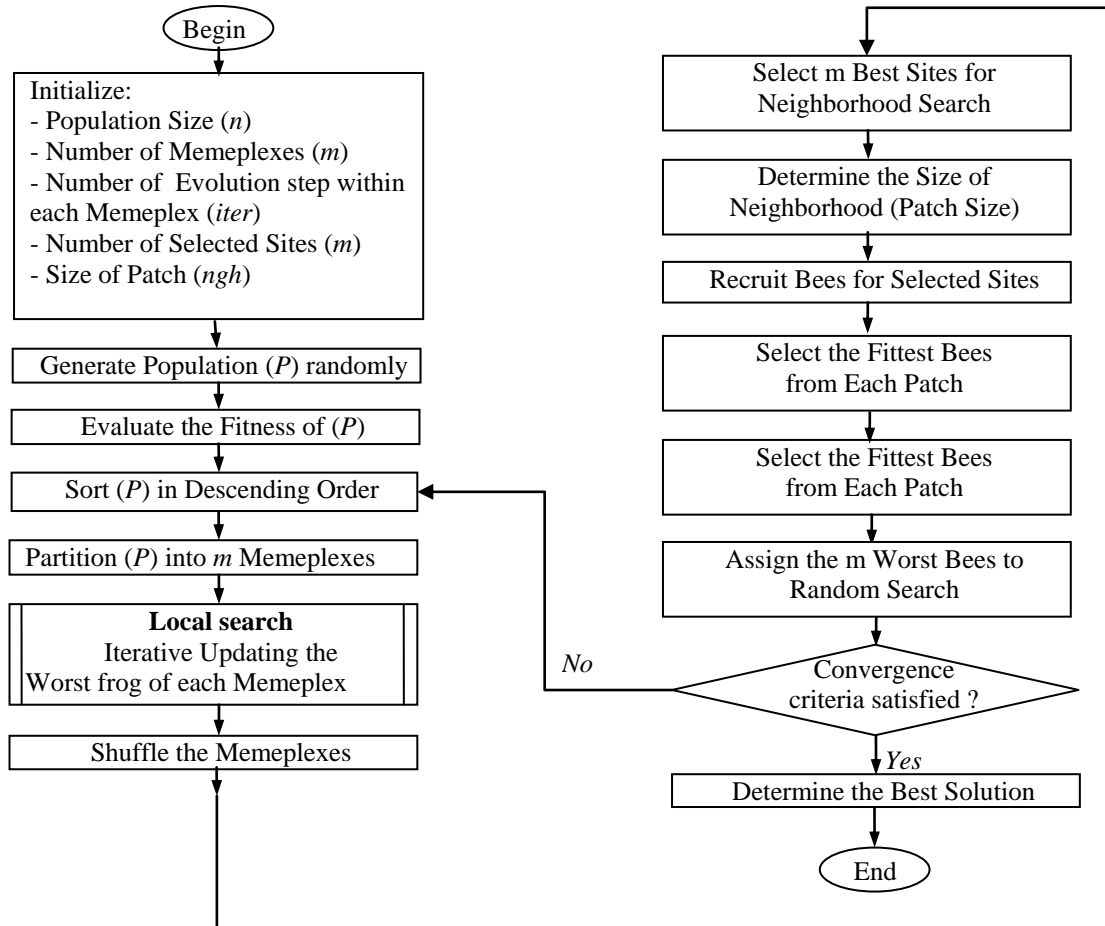 Begin
Initialize:
- Population Size (n)
- Number of Memeplexes (m)
- Number of  Evolution step within
each Memeplex (iter)
- Number of Selected Sites (m)
- Size of Patch (ngh)
Generate Population (P) randomly
Evaluate the Fitness of (P)
Sort (P) in Descending Order
Partition (P) into m Memeplexes
Local search
Iterative Updating the
Worst frog of each Memeplex
Shuffle the Memeplexes
Select m Best Sites for
Neighborhood Search
Determine the Size of
Neighborhood (Patch Size)
Recruit Bees for Selected Sites
Select the Fittest Bees
from Each Patch
Select the Fittest Bees
from Each Patch
Assign the m Worst Bees to
Random Search
Convergence
criteria satisfied ?
No
Yes
Determine the Best Solution
End